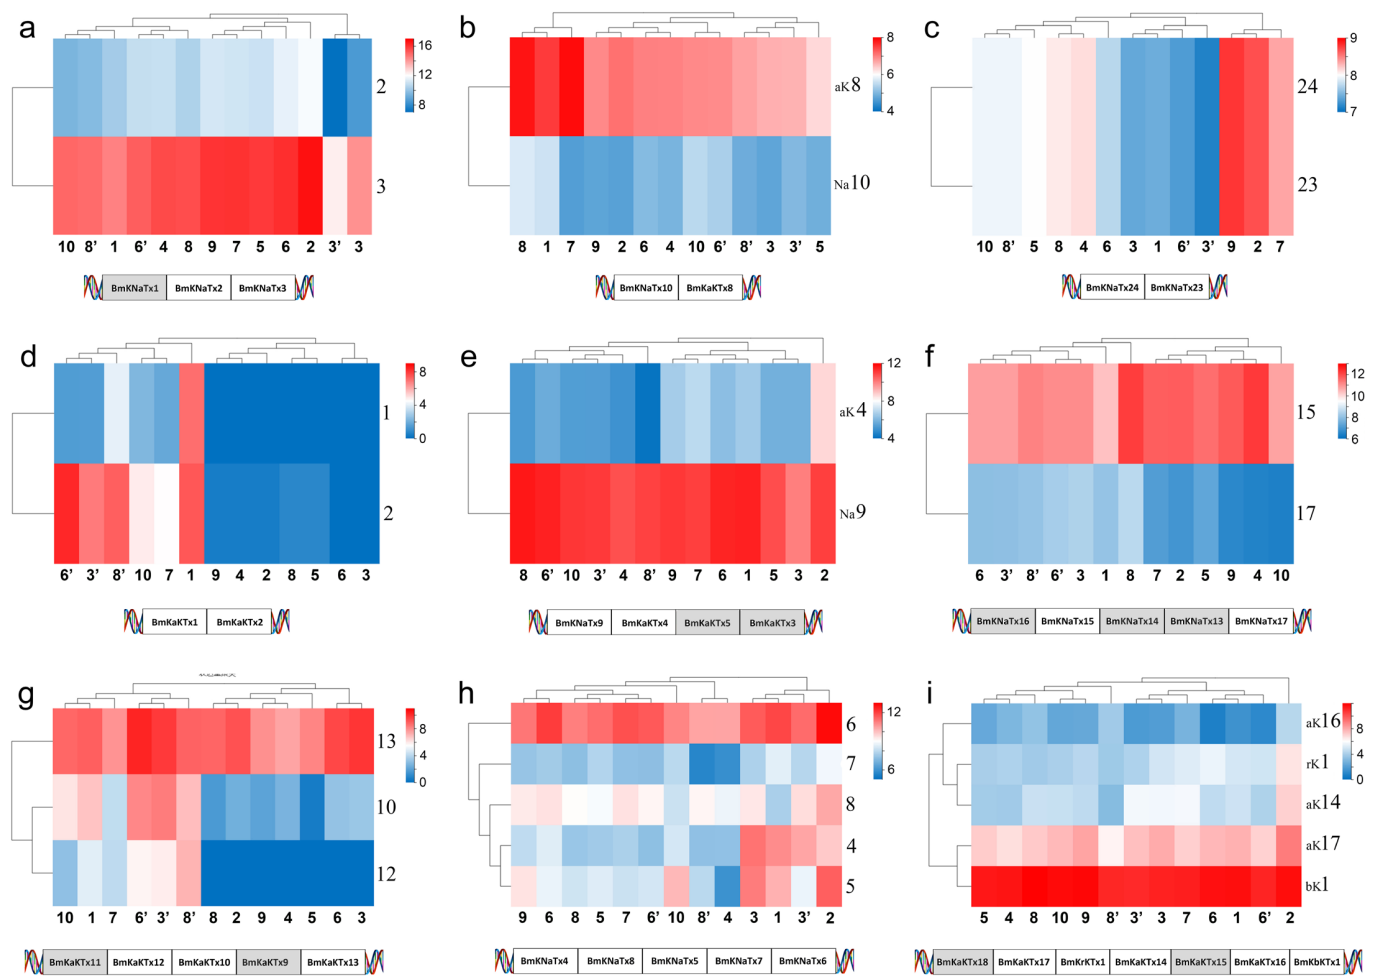 a
16
12
8
2
3
10 8' 1 6' 4 8 9 7 5 6 2 3' 3
BmKNaTx1 BmKNaTx2 BmKNaTx3
b
8
6
4
aK8
Na10
8 1 7 9 2 6 4 10 6' 8' 3 3' 5
BmKNaTx10 BmKaKTx8
c
9
8
7
24
23
10 8' 5 8 4 6 3 1 6' 3' 9 2 7
BmKNaTx24 BmKNaTx23
d
8
4
0
1
2
6' 3' 8' 10 7 1 9 4 2 8 5 6 3
BmKaKTx1 BmKaKTx2
e
12
8
4
aK4
Na9
8 6' 10 3' 4 8' 9 7 6 1 5 3 2
BmKNaTx9 BmKaKTx4 BmKaKTx5 BmKaKTx3
f
12
10
8
6
15
17
6 3' 8' 6' 3 1 8 7 2 5 9 4 10
BmKNaTx16 BmKNaTx15 BmKNaTx14 BmKNaTx13 BmKNaTx17
g
8
4
0
13
10
12
10 1 7 6' 3' 8' 8 2 9 4 5 6 3
BmKaKTx11 BmKaKTx12 BmKaKTx10 BmKaKTx9 BmKaKTx13
h
12
9
6
6
7
8
4
5
9 6 8 5 7 6' 10 8' 4 3 1 3' 2
BmKNaTx4 BmKNaTx8 BmKNaTx5 BmKNaTx7 BmKNaTx6
i
8
4
0
aK16
rK1
aK14
aK17
bK1
5 4 8 10 9 8' 3' 3 7 6 1 6' 2
BmKaKTx18 BmKaKTx17 BmKrKTx1 BmKaKTx14 BmKaKTx15 BmKaKTx16 BmKbKTx1